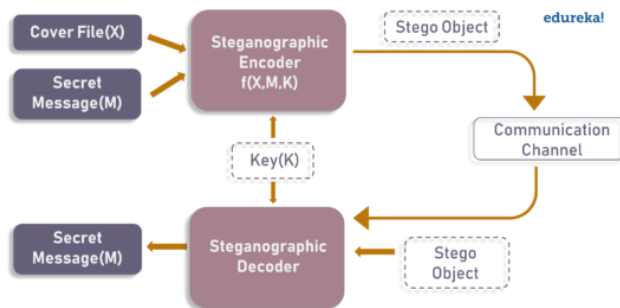 edureka!
Cover File(X)
Secret
Message(M)
Steganographic
Encoder
f(X,M,K)
Stego Object
Communication
Channel
Key(K)
Secret
Message(M)
Steganographic
Decoder
Stego
Object